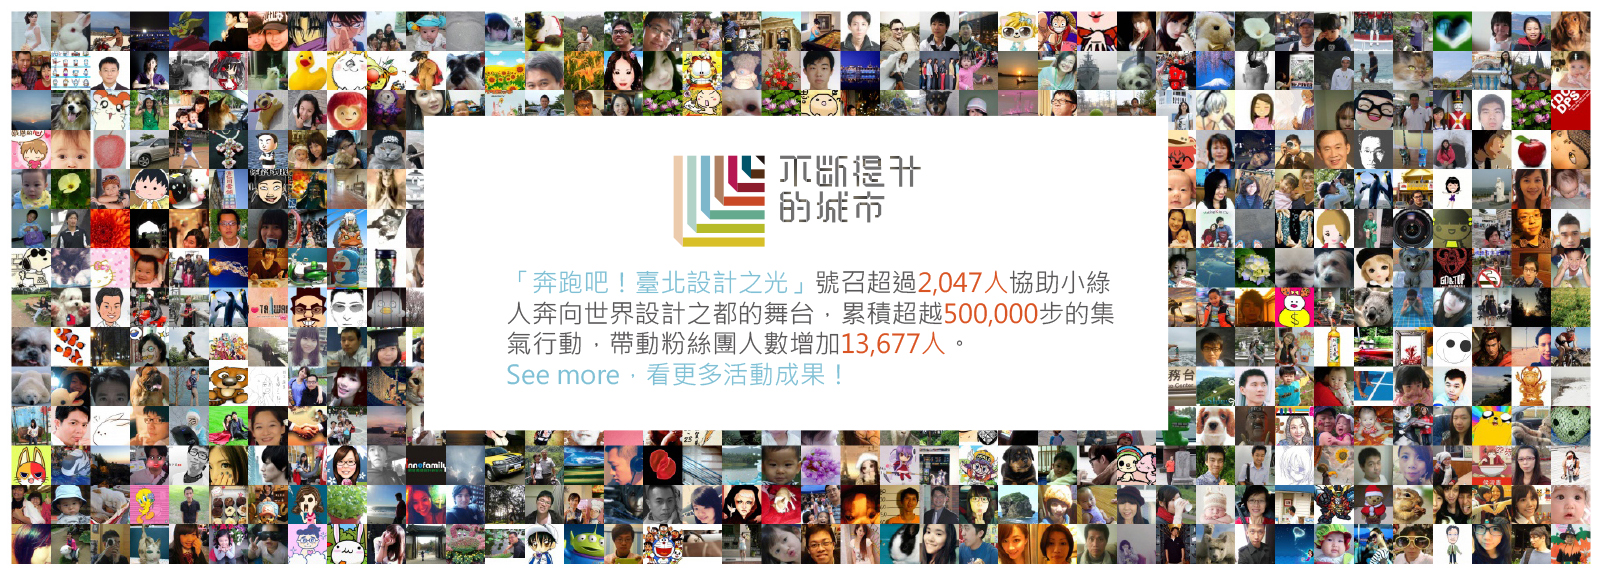 不斷提升
的城市
「奔跑吧！臺北設計之光」號召超過2,047人協助小綠
人奔向世界設計之都的舞台，累積超越500,000步的集
氣行動，帶動粉絲團人數增加13,677人。
See more，看更多活動成果！